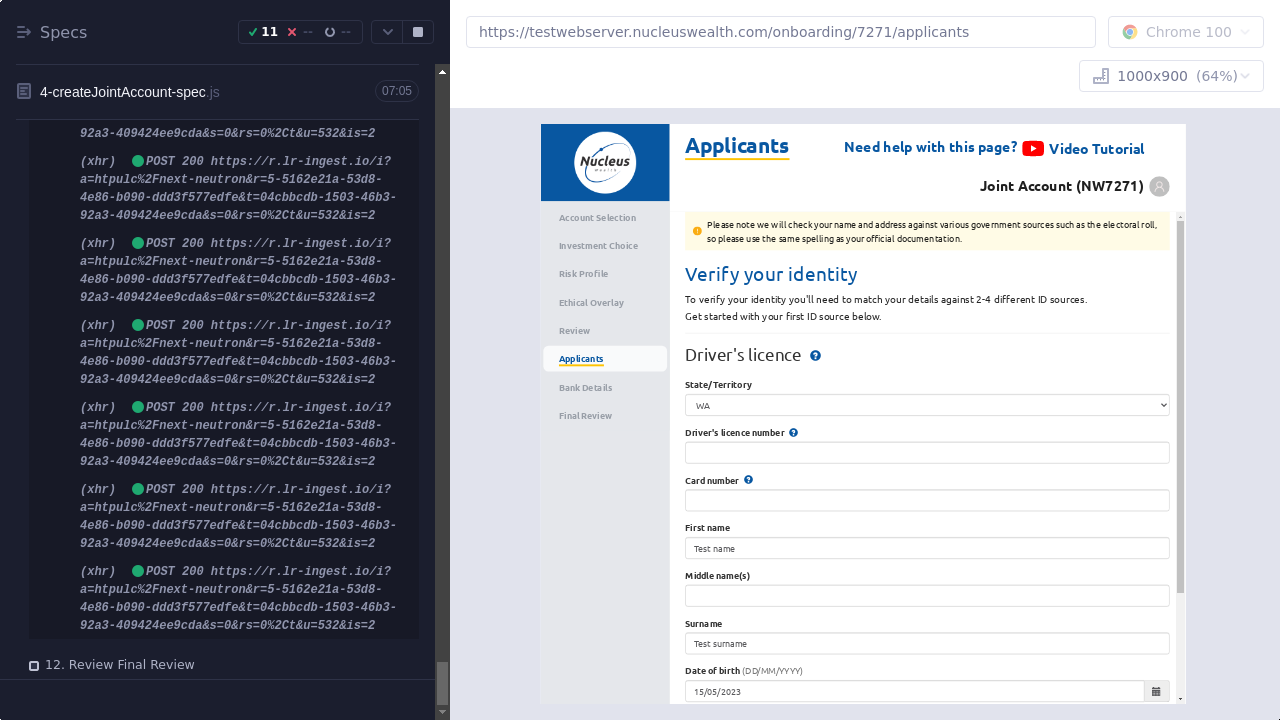 Specs
11
--
--
4-createJointAccount-spec.js
07:05
92a3-409424ee9cda&s=0&rs=0%2Ct&u=532&is=2
(xhr) POST 200 https://r.lr-ingest.io/i?
a=htpulc%2Fnext-neutron&r=5-5162e21a-53d8-
4e86-b090-ddd3f577edfe&t=04cbbcdb-1503-46b3-
92a3-409424ee9cda&s=0&rs=0%2Ct&u=532&is=2
(xhr) POST 200 https://r.lr-ingest.io/i?
a=htpulc%2Fnext-neutron&r=5-5162e21a-53d8-
4e86-b090-ddd3f577edfe&t=04cbbcdb-1503-46b3-
92a3-409424ee9cda&s=0&rs=0%2Ct&u=532&is=2
(xhr) POST 200 https://r.lr-ingest.io/i?
a=htpulc%2Fnext-neutron&r=5-5162e21a-53d8-
4e86-b090-ddd3f577edfe&t=04cbbcdb-1503-46b3-
92a3-409424ee9cda&s=0&rs=0%2Ct&u=532&is=2
(xhr) POST 200 https://r.lr-ingest.io/i?
a=htpulc%2Fnext-neutron&r=5-5162e21a-53d8-
4e86-b090-ddd3f577edfe&t=04cbbcdb-1503-46b3-
92a3-409424ee9cda&s=0&rs=0%2Ct&u=532&is=2
(xhr) POST 200 https://r.lr-ingest.io/i?
a=htpulc%2Fnext-neutron&r=5-5162e21a-53d8-
4e86-b090-ddd3f577edfe&t=04cbbcdb-1503-46b3-
92a3-409424ee9cda&s=0&rs=0%2Ct&u=532&is=2
(xhr) POST 200 https://r.lr-ingest.io/i?
a=htpulc%2Fnext-neutron&r=5-5162e21a-53d8-
4e86-b090-ddd3f577edfe&t=04cbbcdb-1503-46b3-
92a3-409424ee9cda&s=0&rs=0%2Ct&u=532&is=2
12. Review Final Review
https://testwebserver.nucleuswealth.com/onboarding/7271/applicants
Chrome 100
1000x900 (64%)
Nucleus
Wealth
Account Selection
Investment Choice
Risk Profile
Ethical Overlay
Review
Applicants
Bank Details
Final Review
Applicants
Need help with this page? Video Tutorial
Joint Account (NW7271)
Please note we will check your name and address against various government sources such as the electoral roll,
so please use the same spelling as your official documentation.
Verify your identity
To verify your identity you'll need to match your details against 2-4 different ID sources.
Get started with your first ID source below.
Driver's licence
State/Territory
WA
Driver's licence number
Card number
First name
Test name
Middle name(s)
Surname
Test surname
Date of birth (DD/MM/YYYY)
15/05/2023